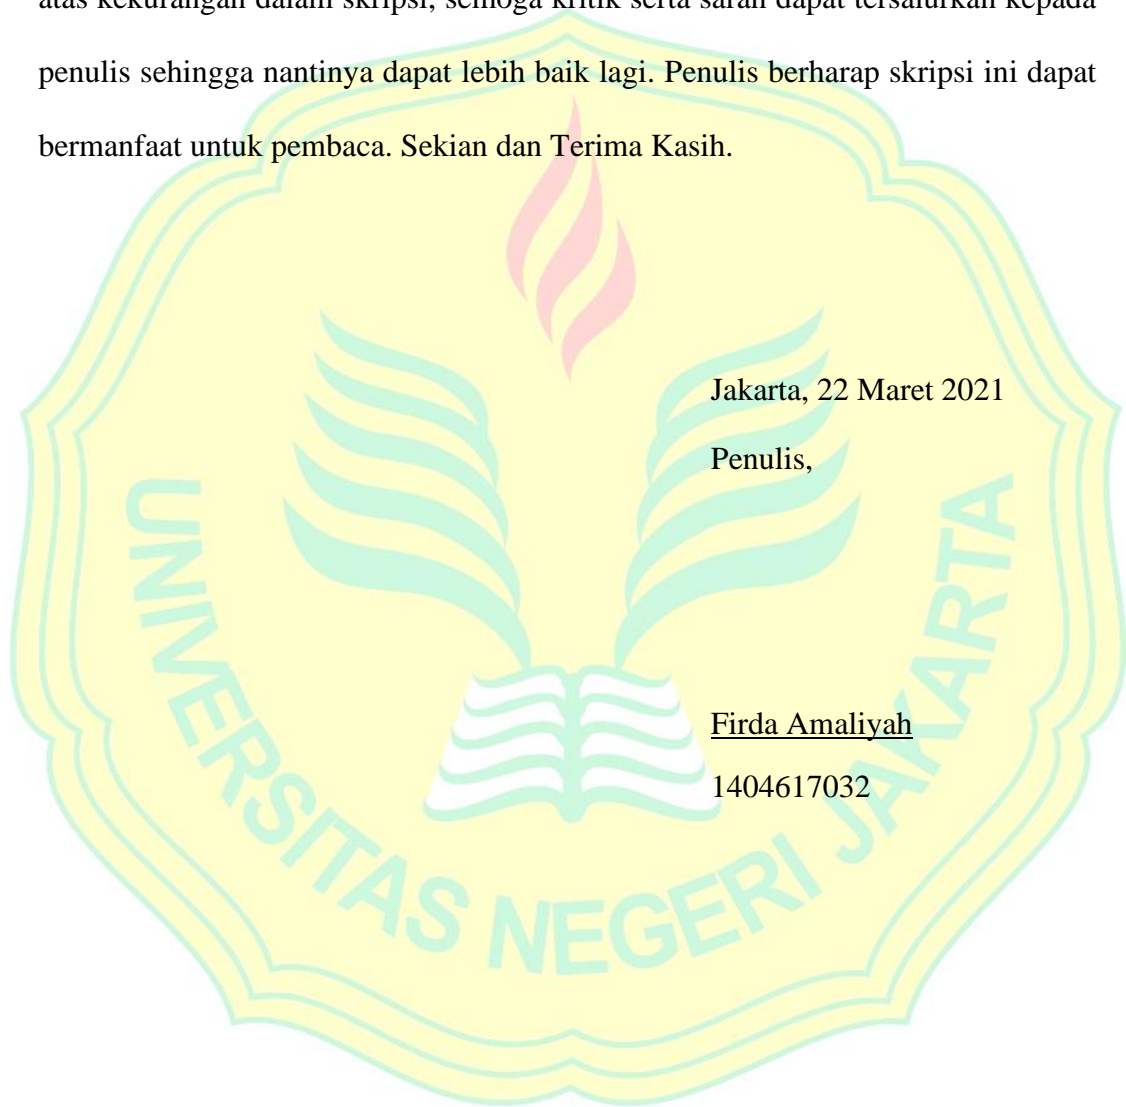 atas kekurangan dalam skripsi, semoga kritik serta saran dapat tersalurkan kepada
penulis sehingga nantinya dapat lebih baik lagi. Penulis berharap skripsi ini dapat
bermanfaat untuk pembaca. Sekian dan Terima Kasih.
Jakarta, 22 Maret 2021
Penulis,
Firda Amaliyah
1404617032
UNIVERSITAS NEGERI JAKARTA